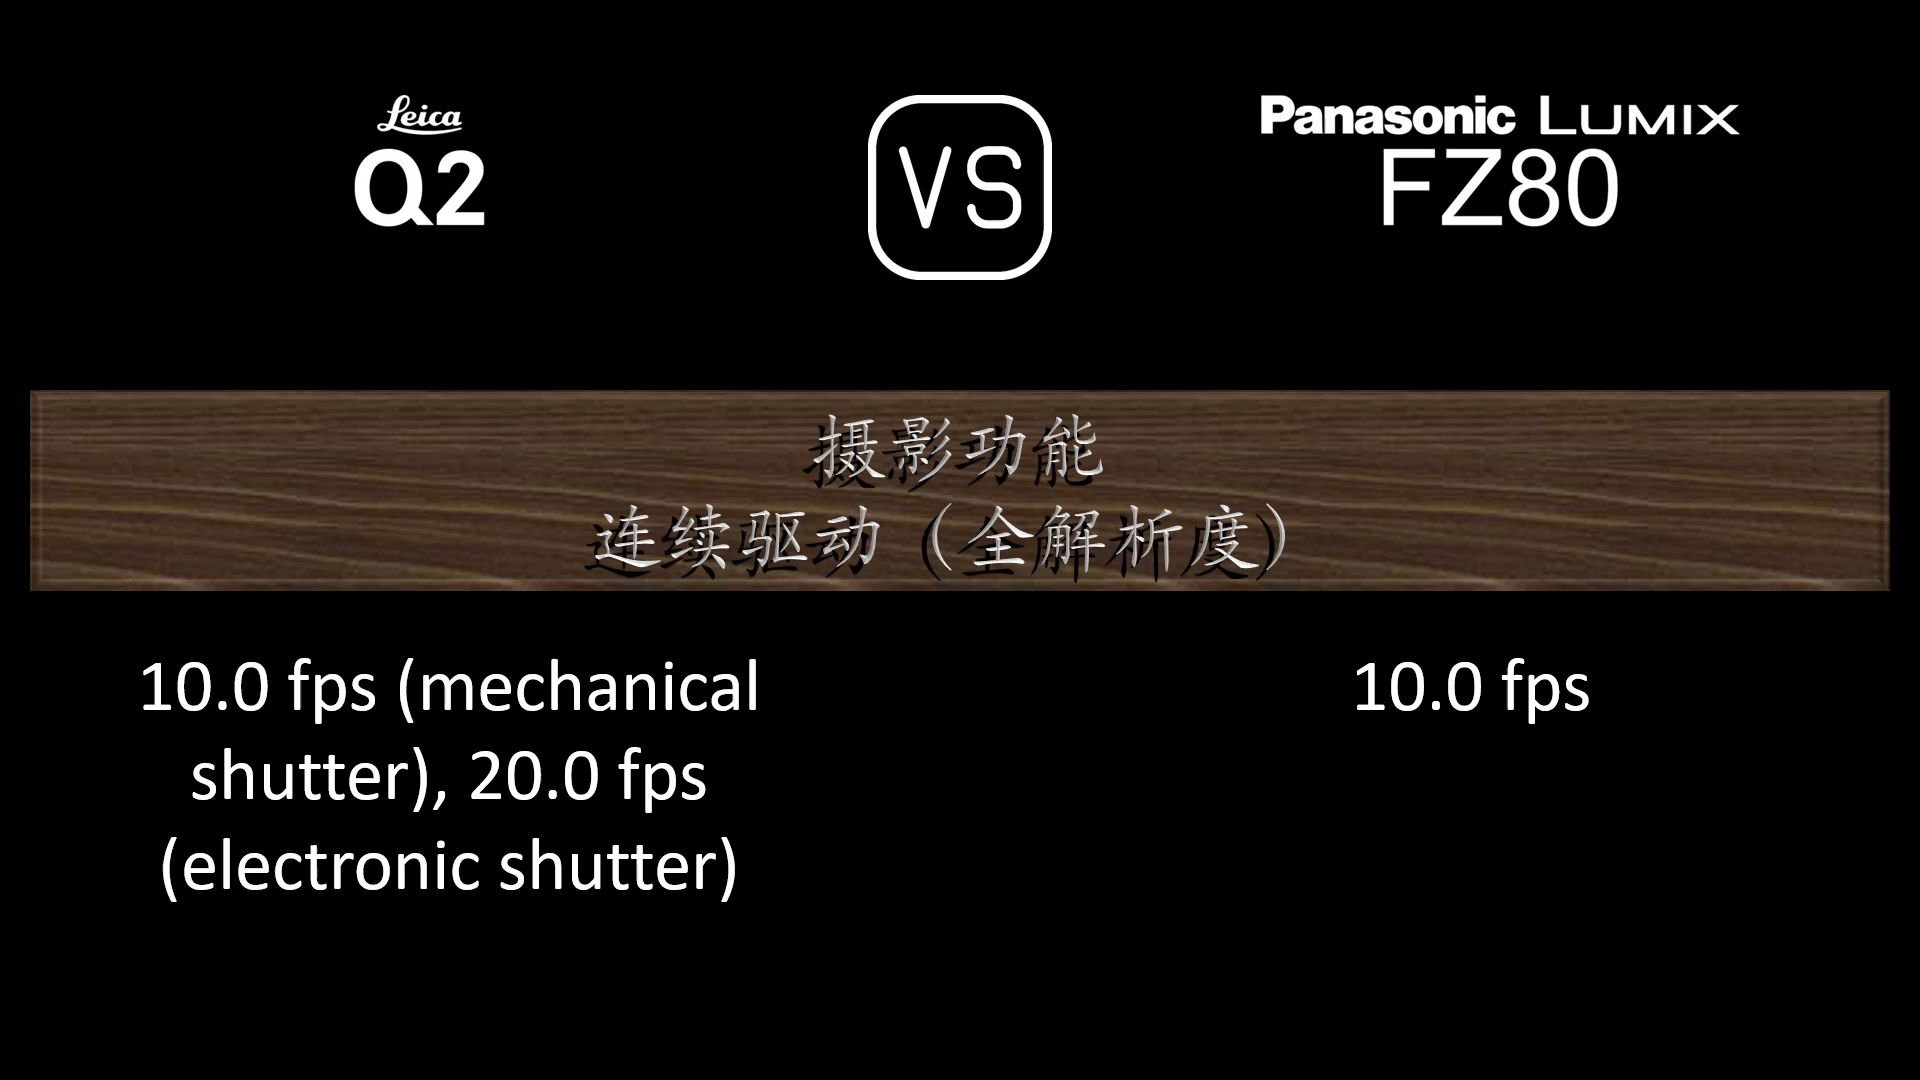 Leica
Q2
VS
Panasonic LUMIX
FZ80
摄影功能
连续驱动（全解析度）
10.0 fps (mechanical
shutter), 20.0 fps
(electronic shutter)
10.0 fps